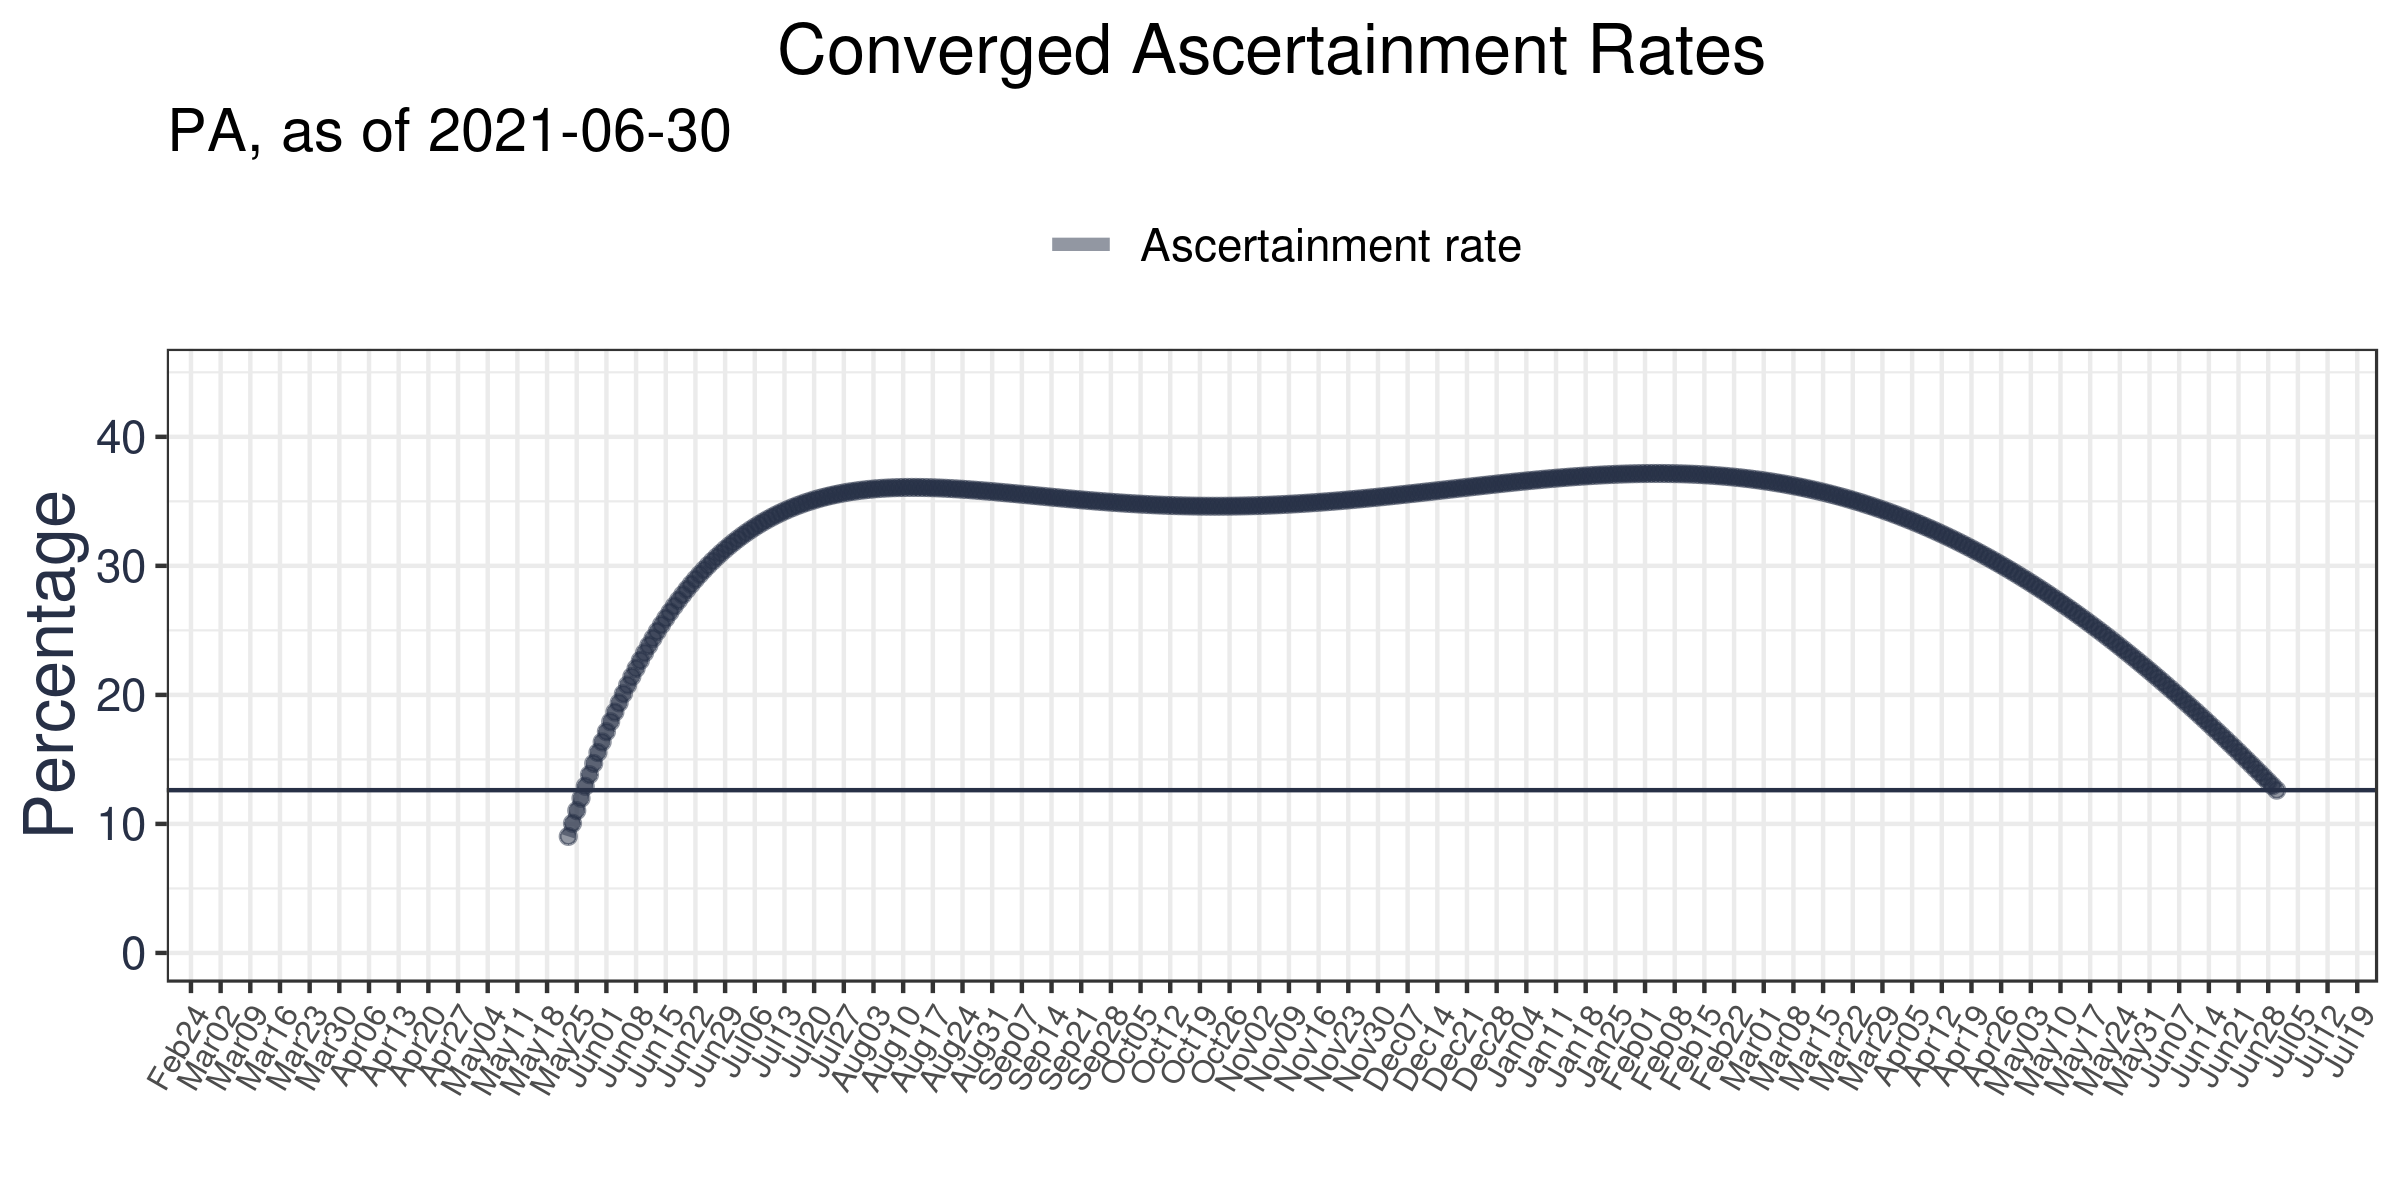 Converged Ascertainment Rates
PA, as of 2021-06-30
Ascertainment rate
Percentage
40
30
20
10
0
Feb24
Mar02
Mar09
Mar16
Mar23
Mar30
Apr06
Apr13
Apr20
Apr27
May04
May11
May18
May25
Jun01
Jun08
Jun15
Jun22
Jun29
Jul06
Jul13
Jul20
Jul27
Aug03
Aug10
Aug17
Aug24
Aug31
Sep07
Sep14
Sep21
Sep28
Oct05
Oct12
Oct19
Oct26
Nov02
Nov09
Nov16
Nov23
Nov30
Dec07
Dec14
Dec21
Dec28
Jan04
Jan11
Jan18
Jan25
Feb01
Feb08
Feb15
Feb22
Mar01
Mar08
Mar15
Mar22
Mar29
Apr05
Apr12
Apr19
Apr26
May03
May10
May17
May24
May31
Jun07
Jun14
Jun21
Jun28
Jul05
Jul12
Jul19